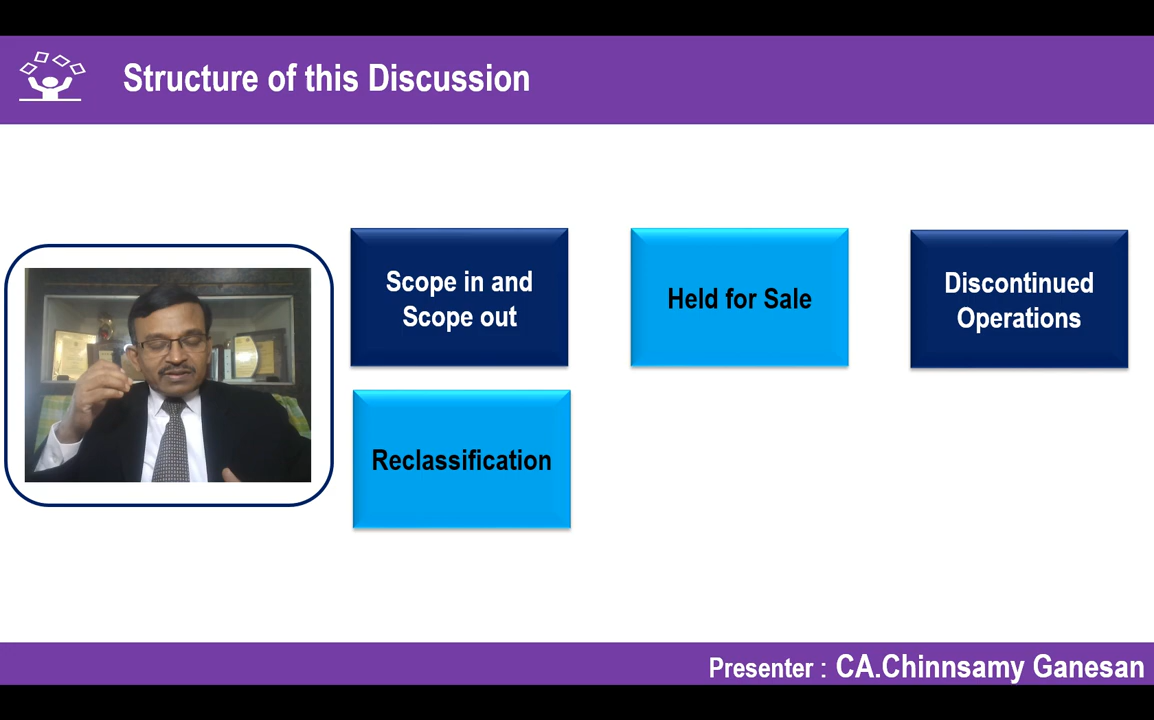 Structure of this Discussion
Scope in and
Scope out
Held for Sale
Discontinued
Operations
Reclassification
Presenter : CA.Chinnsamy Ganesan